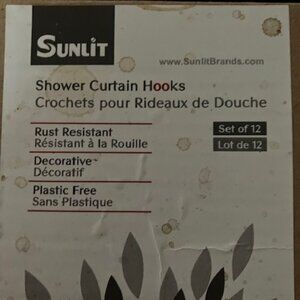 SUNLIT
www.SunlitBrands.com
Shower Curtain Hooks
Crochets pour Rideaux de Douche
Rust Resistant
Résistant à la Rouille
Set of 12
Lot de 12
Decorative™
Décoratif
Plastic Free
Sans Plastique